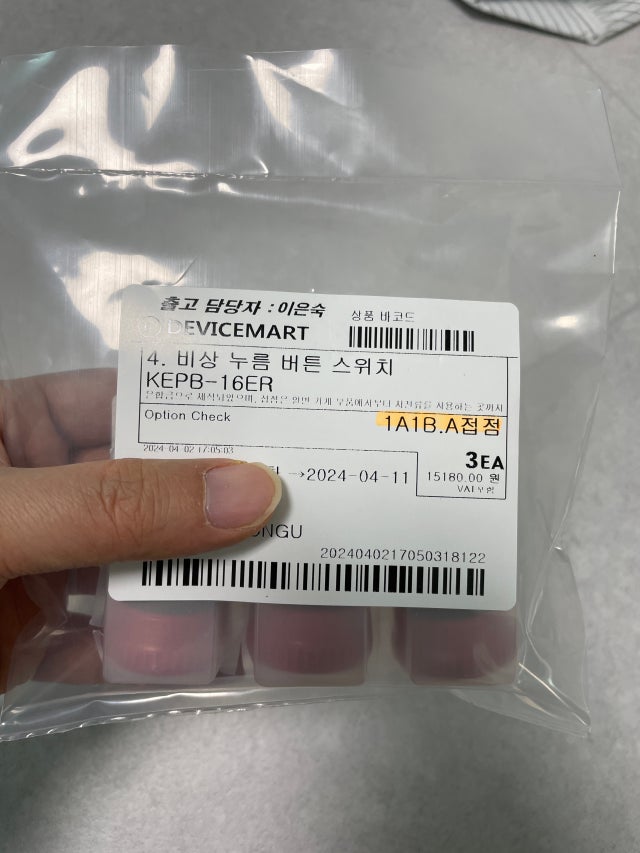 출고 담당자 : 이은숙
상품 바코드
DEVICEMART
4. 비상 누름 버튼 스위치
KEPB-16ER
Option Check
1A1B.A접점
2024-04-02 17:05:03
3EA
→2024-04-11
15180.00 원
VAT포함
NGU
2024040217050318122